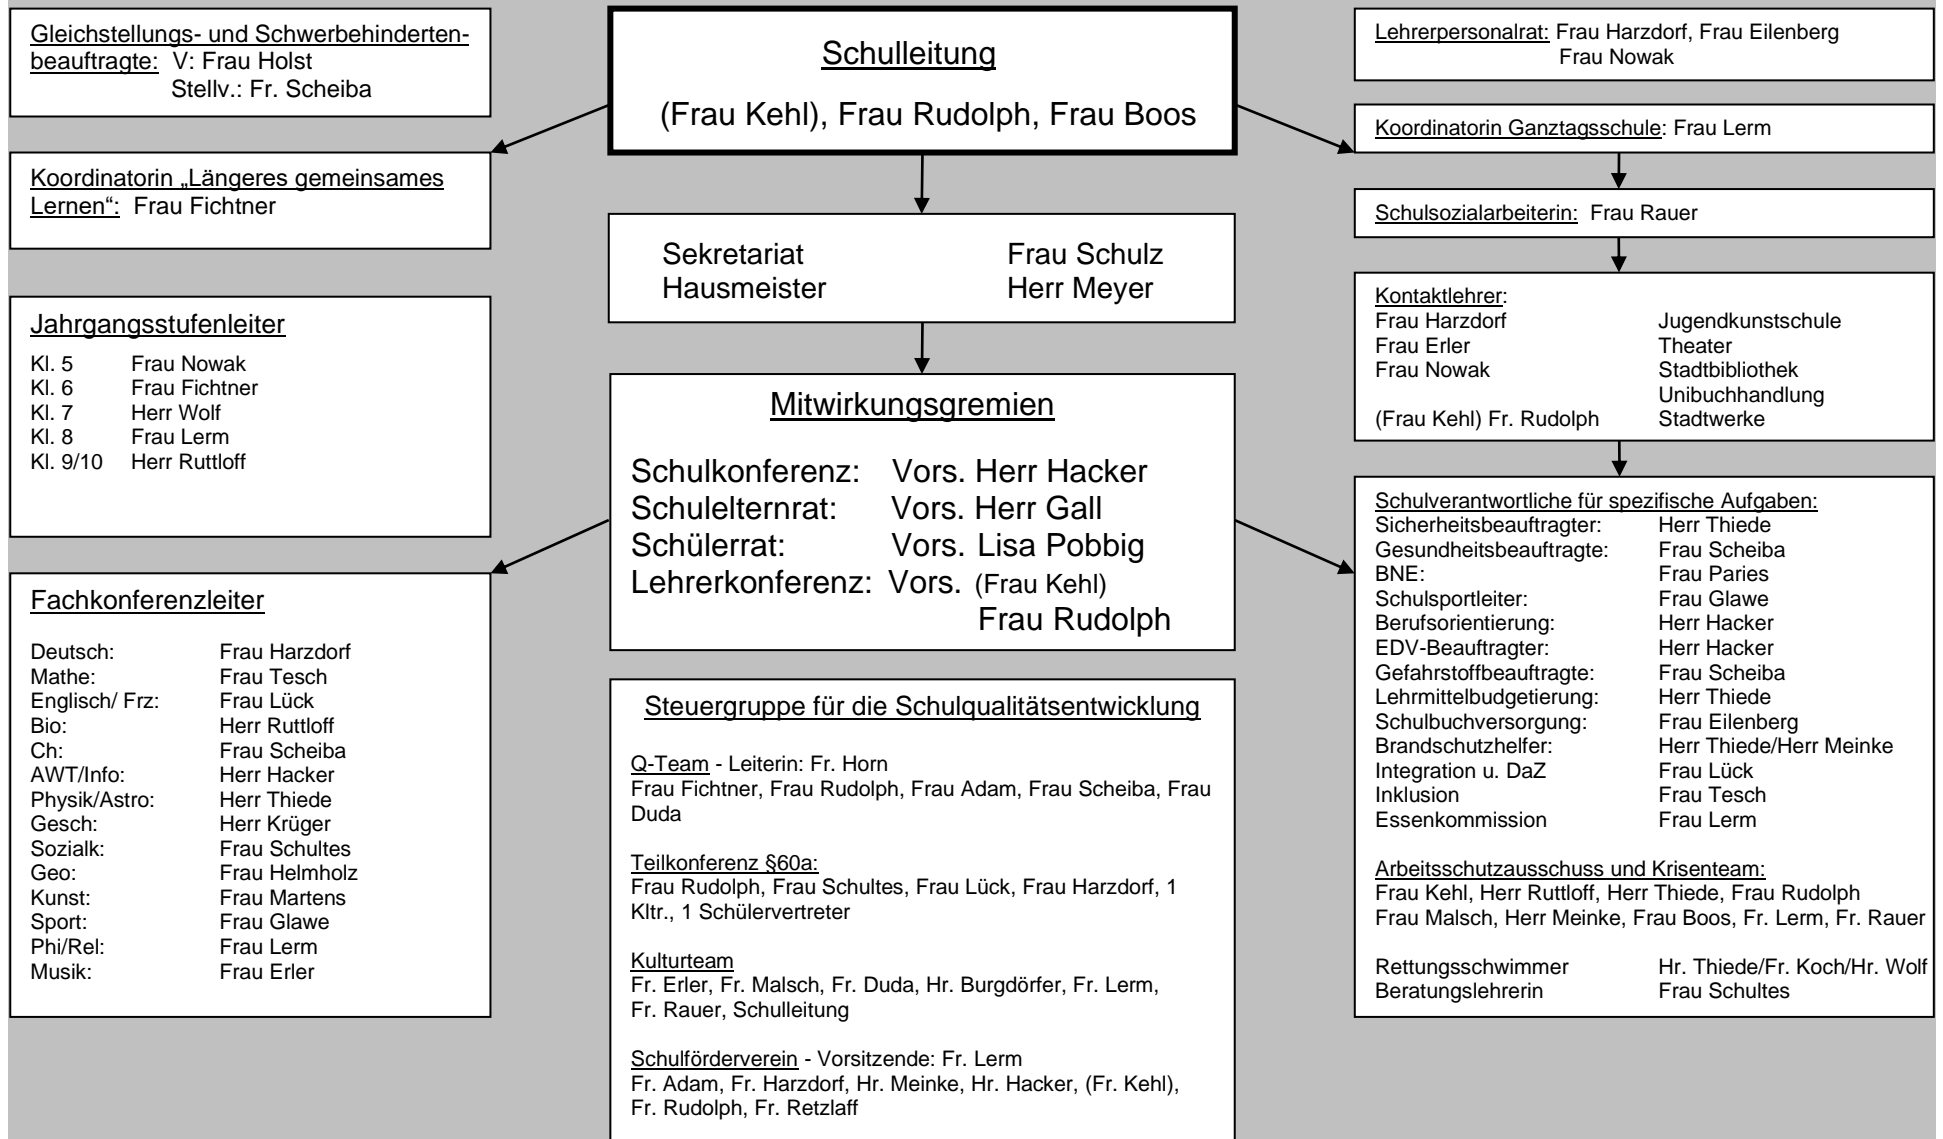 Gleichstellungs- und Schwerbehinderten-
beauftragte: V: Frau Holst
Stellv.: Fr. Scheiba
Koordinatorin „Längeres gemeinsames
Lernen“: Frau Fichtner
Jahrgangsstufenleiter
Kl. 5 Frau Nowak
Kl. 6 Frau Fichtner
Kl. 7 Herr Wolf
Kl. 8 Frau Lerm
Kl. 9/10 Herr Ruttloff
Fachkonferenzleiter
Deutsch: Frau Harzdorf
Mathe: Frau Tesch
Englisch/ Frz: Frau Lück
Bio: Herr Ruttloff
Ch: Frau Scheiba
AWT/Info: Herr Hacker
Physik/Astro: Herr Thiede
Gesch: Herr Krüger
Sozialk: Frau Schultes
Geo: Frau Helmholz
Kunst: Frau Martens
Sport: Frau Glawe
Phi/Rel: Frau Lerm
Musik: Frau Erler
Schulleitung
(Frau Kehl), Frau Rudolph, Frau Boos
Sekretariat Frau Schulz
Hausmeister Herr Meyer
Mitwirkungsgremien
Schulkonferenz: Vors. Herr Hacker
Schulelternrat: Vors. Herr Gall
Schülerrat: Vors. Lisa Pobbig
Lehrerkonferenz: Vors. (Frau Kehl)
Frau Rudolph
Steuergruppe für die Schulqualitätsentwicklung
Q-Team - Leiterin: Fr. Horn
Frau Fichtner, Frau Rudolph, Frau Adam, Frau Scheiba, Frau
Duda
Teilkonferenz §60a:
Frau Rudolph, Frau Schultes, Frau Lück, Frau Harzdorf, 1
Kltr., 1 Schülervertreter
Kulturteam
Fr. Erler, Fr. Malsch, Fr. Duda, Hr. Burgdörfer, Fr. Lerm,
Fr. Rauer, Schulleitung
Schulförderverein - Vorsitzende: Fr. Lerm
Fr. Adam, Fr. Harzdorf, Hr. Meinke, Hr. Hacker, (Fr. Kehl),
Fr. Rudolph, Fr. Retzlaff
Lehrerpersonalrat: Frau Harzdorf, Frau Eilenberg
Frau Nowak
Koordinatorin Ganztagsschule: Frau Lerm
Schulsozialarbeiterin: Frau Rauer
Kontaktlehrer:
Frau Harzdorf Jugendkunstschule
Frau Erler Theater
Frau Nowak Stadtbibliothek
Unibuchhandlung
(Frau Kehl) Fr. Rudolph Stadtwerke
Schulverantwortliche für spezifische Aufgaben:
Sicherheitsbeauftragter: Herr Thiede
Gesundheitsbeauftragte: Frau Scheiba
BNE: Frau Paries
Schulsportleiter: Frau Glawe
Berufsorientierung: Herr Hacker
EDV-Beauftragter: Herr Hacker
Gefahrstoffbeauftragte: Frau Scheiba
Lehrmittelbudgetierung: Herr Thiede
Schulbuchversorgung: Frau Eilenberg
Brandschutzhelfer: Herr Thiede/Herr Meinke
Integration u. DaZ Frau Lück
Inklusion Frau Tesch
Essenkommission Frau Lerm
Arbeitsschutzausschuss und Krisenteam:
Frau Kehl, Herr Ruttloff, Herr Thiede, Frau Rudolph
Frau Malsch, Herr Meinke, Frau Boos, Fr. Lerm, Fr. Rauer
Rettungsschwimmer Hr. Thiede/Fr. Koch/Hr. Wolf
Beratungslehrerin Frau Schultes